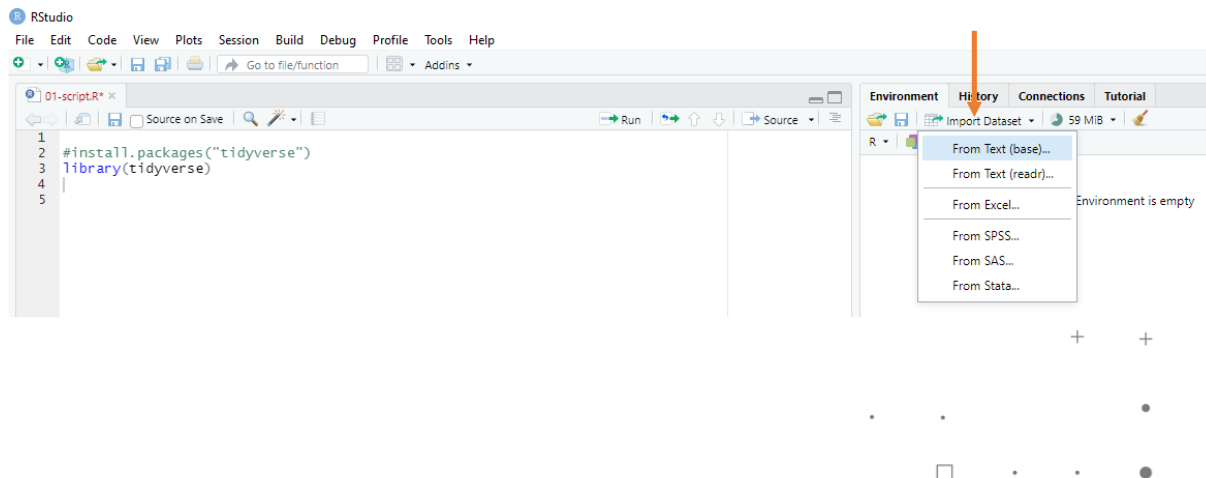 RStudio
File Edit Code View Plots Session Build Debug Profile Tools Help
Go to file/function Addins
01-script.R*
Source on Save Run Source
1
2 #install.packages("tidyverse")
3 library(tidyverse)
4
5
Environment History Connections Tutorial
Import Dataset 59 MiB
R
From Text (base)...
From Text (readr)...
From Excel...
From SPSS...
From SAS...
From Stata...
Environment is empty